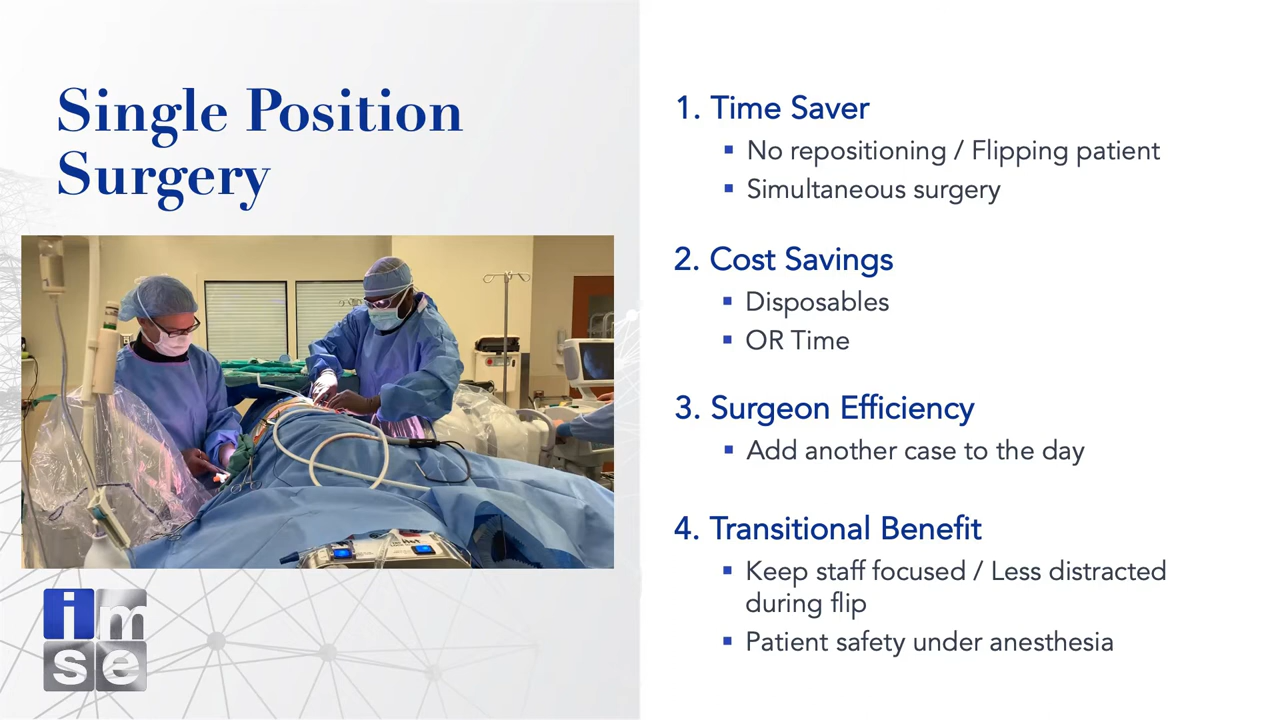 Single Position
Surgery
1. Time Saver
▪ No repositioning / Flipping patient
▪ Simultaneous surgery
2. Cost Savings
▪ Disposables
▪ OR Time
3. Surgeon Efficiency
▪ Add another case to the day
4. Transitional Benefit
▪ Keep staff focused / Less distracted
during flip
▪ Patient safety under anesthesia
im
se